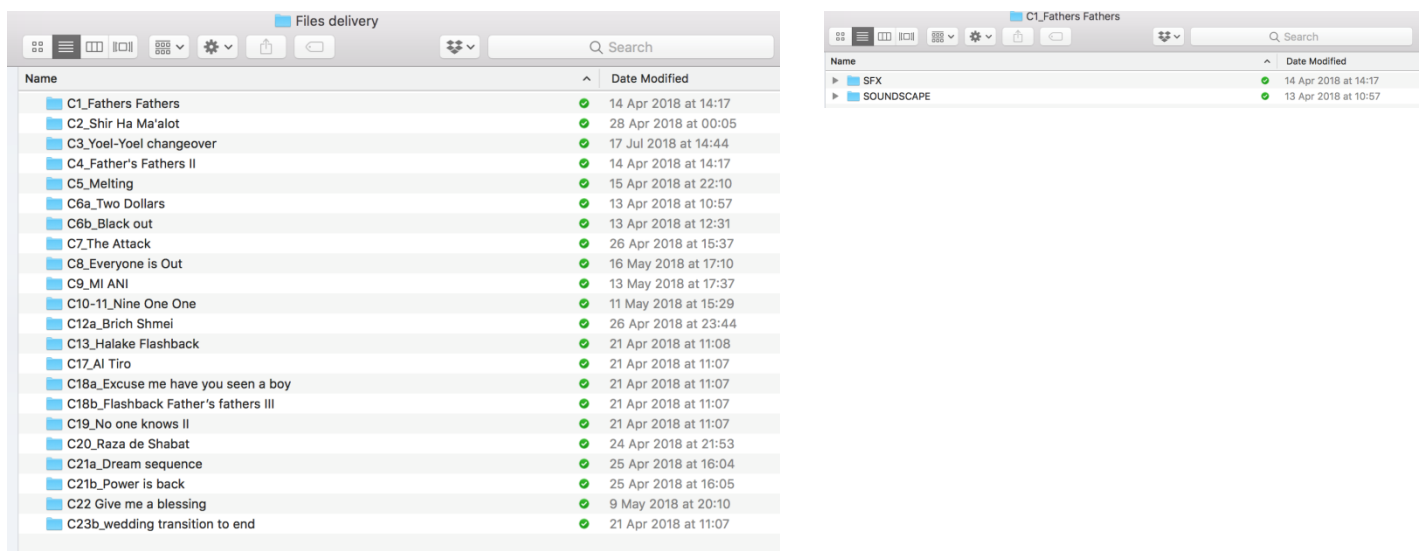 Files delivery
Search
Name Date Modified
C1_Fathers Fathers 14 Apr 2018 at 14:17
C2_Shir Ha Ma'alot 28 Apr 2018 at 00:05
C3_Yoel-Yoel changeover 17 Jul 2018 at 14:44
C4_Father's Fathers II 14 Apr 2018 at 14:17
C5_Melting 15 Apr 2018 at 22:10
C6a_Two Dollars 13 Apr 2018 at 10:57
C6b_Black out 13 Apr 2018 at 12:31
C7_The Attack 26 Apr 2018 at 15:37
C8_Everyone is Out 16 May 2018 at 17:10
C9_MI ANI 13 May 2018 at 17:37
C10-11_Nine One One 11 May 2018 at 15:29
C12a_Brich Shmei 26 Apr 2018 at 23:44
C13_Halake Flashback 21 Apr 2018 at 11:08
C17_Al Tiro 21 Apr 2018 at 11:07
C18a_Excuse me have you seen a boy 21 Apr 2018 at 11:07
C18b_Flashback Father’s fathers III 21 Apr 2018 at 11:07
C19_No one knows II 21 Apr 2018 at 11:07
C20_Raza de Shabat 24 Apr 2018 at 21:53
C21a_Dream sequence 25 Apr 2018 at 16:04
C21b_Power is back 25 Apr 2018 at 16:05
C22 Give me a blessing 9 May 2018 at 20:10
C23b_wedding transition to end 21 Apr 2018 at 11:07
C1_Fathers Fathers
Search
Name Date Modified
SFX 14 Apr 2018 at 14:17
SOUNDSCAPE 13 Apr 2018 at 10:57